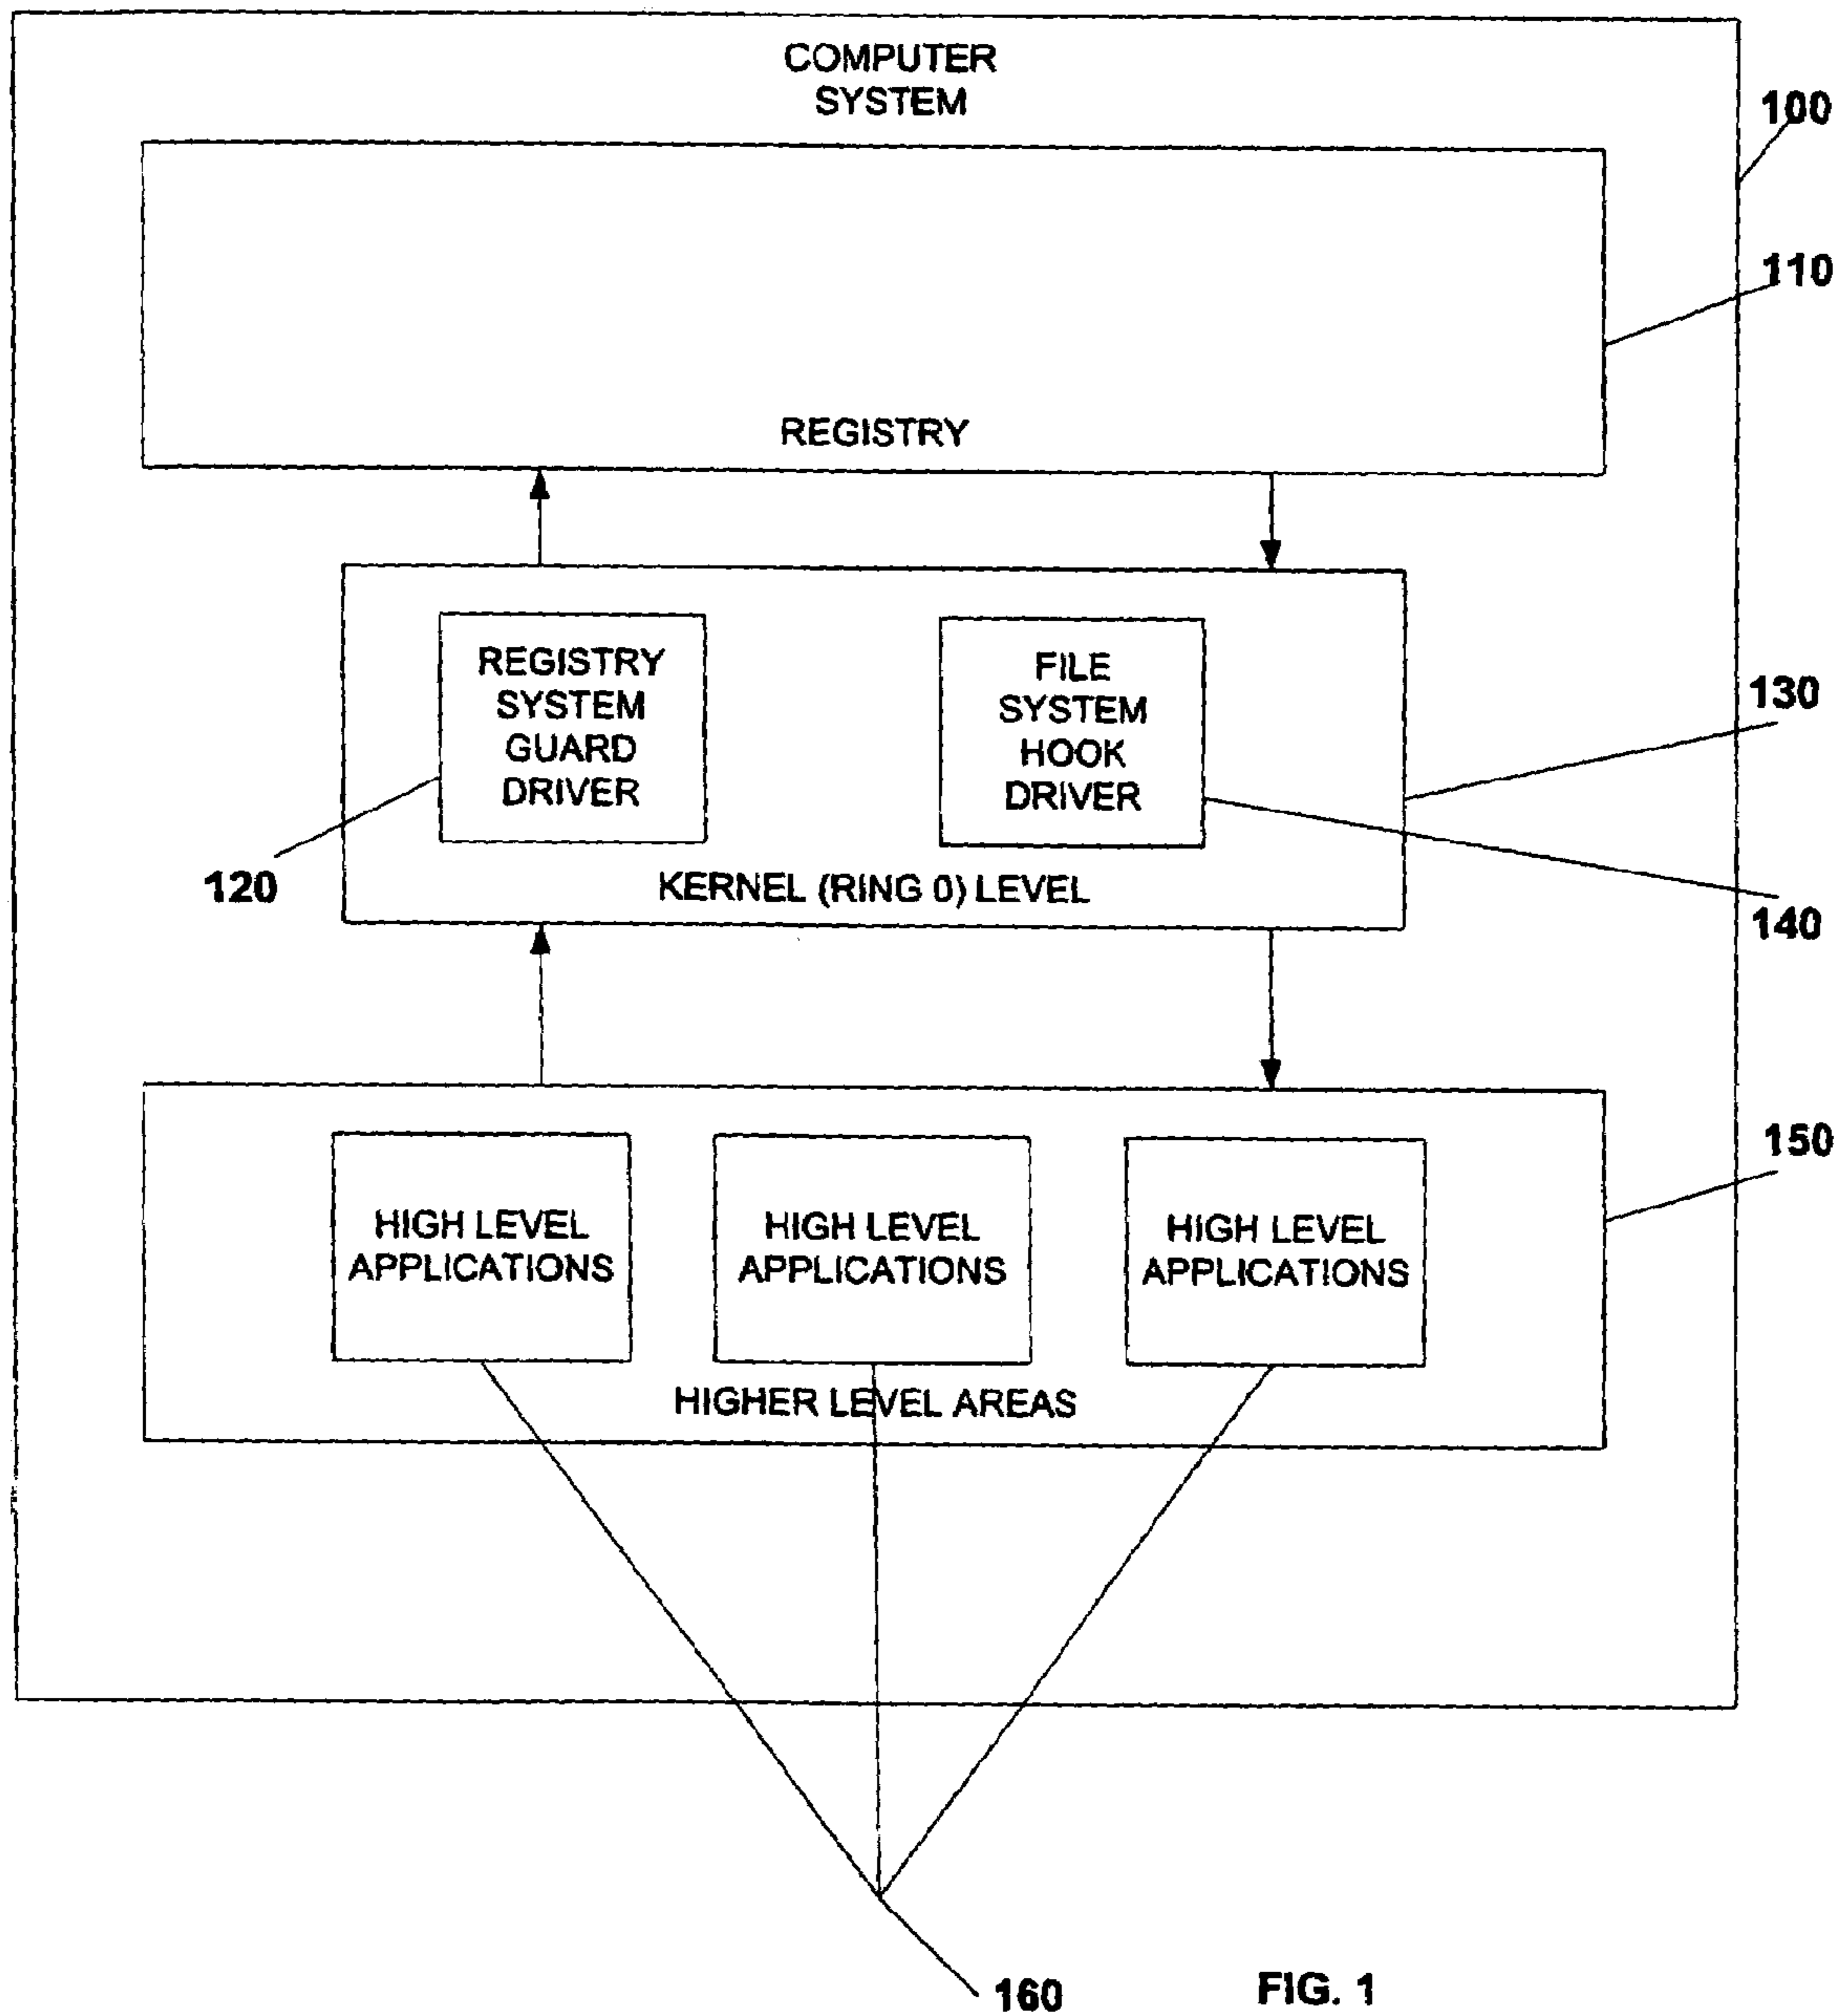 COMPUTER
SYSTEM
100
110
REGISTRY
REGISTRY
SYSTEM
GUARD
DRIVER
FILE
SYSTEM
HOOK
DRIVER
130
120
KERNEL (RING 0) LEVEL
140
150
HIGH LEVEL
APPLICATIONS
HIGH LEVEL
APPLICATIONS
HIGH LEVEL
APPLICATIONS
HIGHER LEVEL AREAS
160
FIG. 1